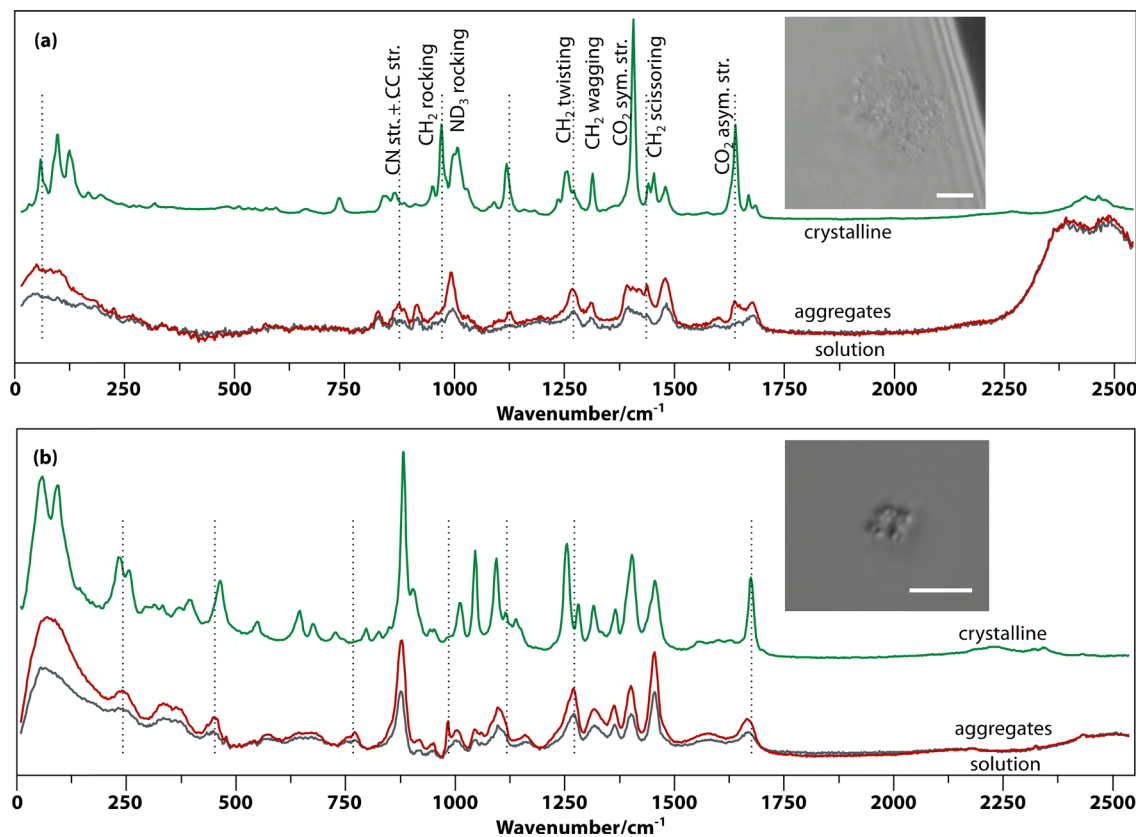 (a)
CN str. + CC str.
CH₂ rocking
ND₃ rocking
CH₂ twisting
CH₂ wagging
CO₂ sym. str.
CH₂ scissoring
CO₂ asym. str.
crystalline
aggregates
solution
0 250 500 750 1000 1250 1500 1750 2000 2250 2500
Wavenumber/cm⁻¹
(b)
crystalline
aggregates
solution
0 250 500 750 1000 1250 1500 1750 2000 2250 2500
Wavenumber/cm⁻¹